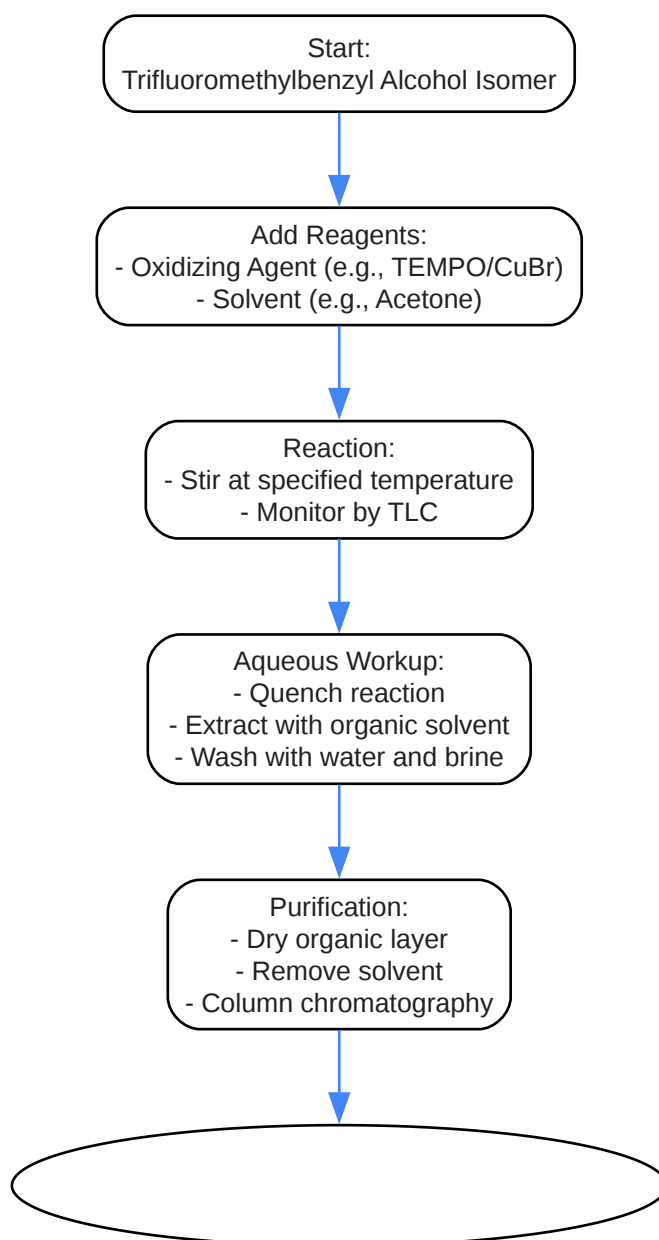 Start:
Trifluoromethylbenzyl Alcohol Isomer
Add Reagents:
- Oxidizing Agent (e.g., TEMPO/CuBr)
- Solvent (e.g., Acetone)
Reaction:
- Stir at specified temperature
- Monitor by TLC
Aqueous Workup:
- Quench reaction
- Extract with organic solvent
- Wash with water and brine
Purification:
- Dry organic layer
- Remove solvent
- Column chromatography